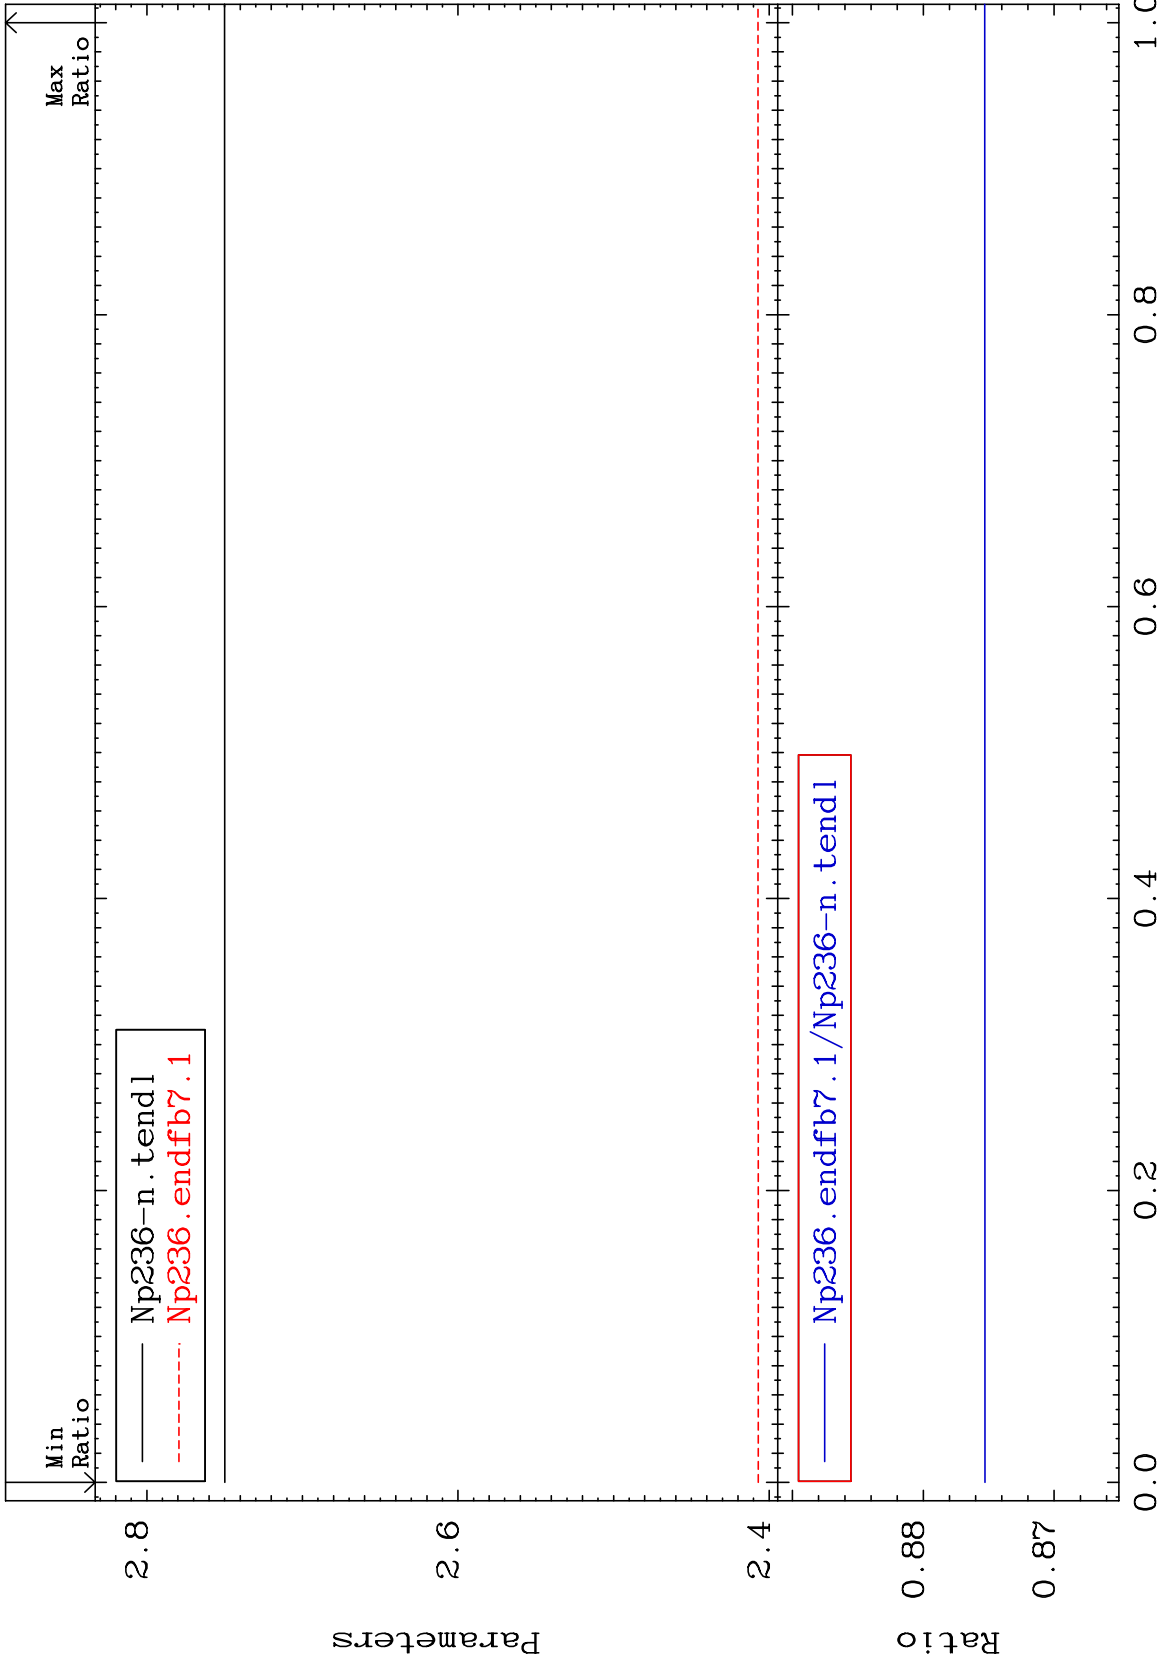 Min
Ratio
Max
Ratio
Np236-n.tendl
Np236.endfb7.1
2.8
2.6
2.4
Parameters
Np236.endfb7.1/Np236-n.tendl
0.88
0.87
Ratio
0.0
0.2
0.4
0.6
0.8
1.0